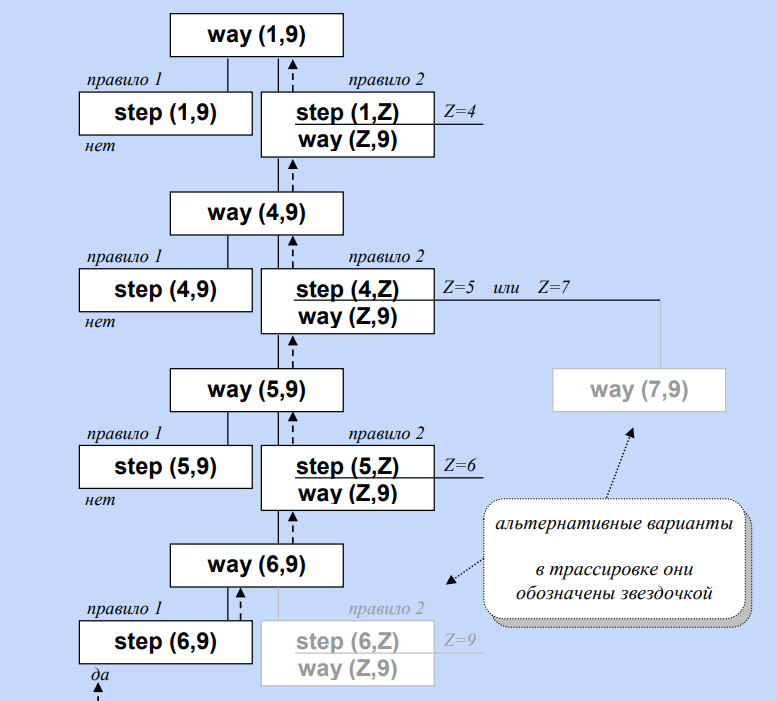 way (1,9)
правило 1
правило 2
step (1,9)
step (1,Z)
Z=4
way (Z,9)
нет
way (4,9)
правило 1
правило 2
step (4,9)
step (4,Z)
Z=5 или Z=7
way (Z,9)
нет
way (5,9)
way (7,9)
правило 1
правило 2
step (5,9)
step (5,Z)
Z=6
way (Z,9)
нет
альтернативные варианты
в трассировке они
обозначены звездочкой
way (6,9)
правило 1
правило 2
step (6,9)
step (6,Z)
Z=9
way (Z,9)
да